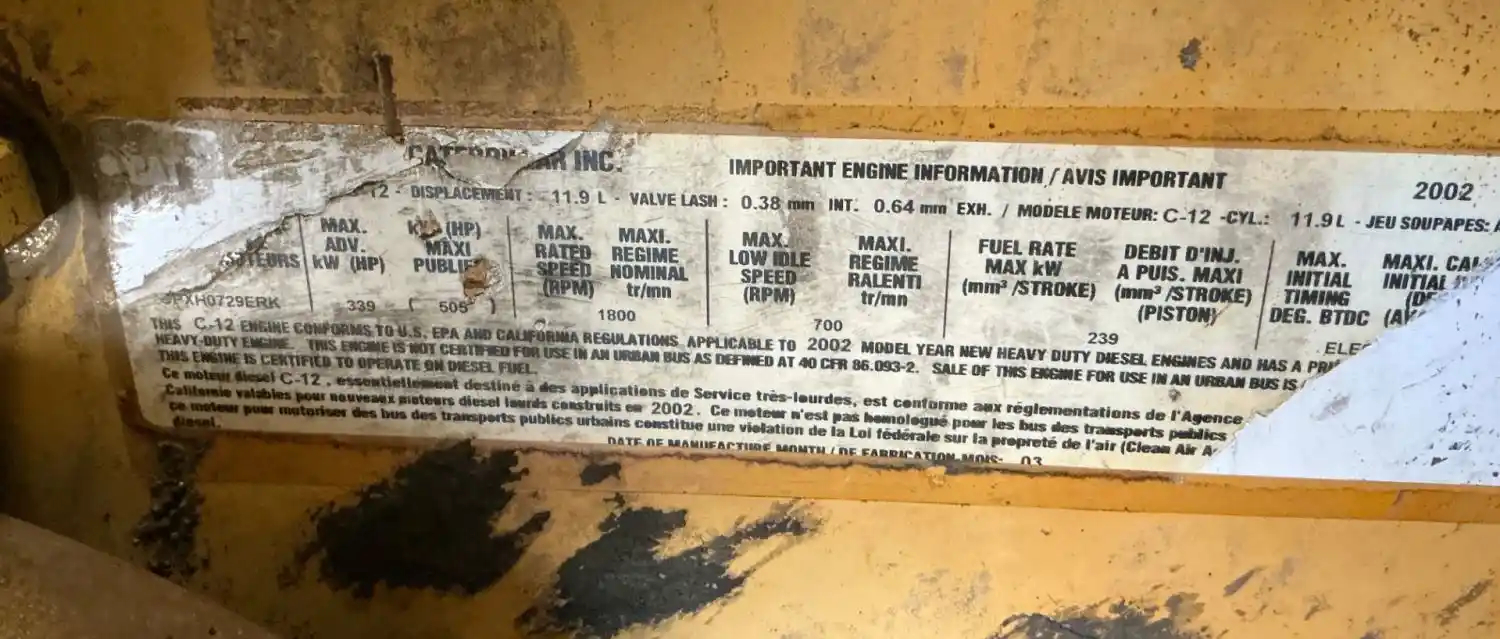 CATERPILLAR INC. IMPORTANT ENGINE INFORMATION / AVIS IMPORTANT 2002
12 - DISPLACEMENT : 11.9 L - VALVE LASH : 0.38 mm INT. 0.64 mm EXH. / MODELE MOTEUR: C-12 -CYL.: 11.9L - JEU SOUPAPES:
MAX. ADV. kW (HP)
(HP) MAXI
MAX. RATED SPEED (RPM)
MAXI. REGIME NOMINAL tr/mn
MAX. LOW IDLE SPEED (RPM)
MAXI. REGIME RALENTI tr/mn
FUEL RATE MAX kW (mm³ /STROKE)
DEBIT D'INJ. A PUIS. MAXI (mm³ /STROKE) (PISTON)
MAX. INITIAL TIMING DEG. BTDC
MAXI. INITIAL
PXH0729ERK 339 ( 505 ) 1800 700 239 ELE
THIS C-12 ENGINE CONFORMS TO U.S. EPA AND CALIFORNIA REGULATIONS APPLICABLE TO 2002 MODEL YEAR NEW HEAVY DUTY DIESEL ENGINES AND HAS A
HEAVY-DUTY ENGINE. THIS ENGINE IS NOT CERTIFIED FOR USE IN AN URBAN BUS AS DEFINED AT 40 CFR 86.093-2. SALE OF THIS ENGINE FOR USE IN AN URBAN BUS IS
THIS ENGINE IS CERTIFIED TO OPERATE ON DIESEL FUEL.
Ce moteur diesel C-12 , essentiellement destiné à des applications de Service très-lourdes, est conforme aux réglementations de l'Agence
Californie valables pour nouveaux moteurs diesel lourds construits en 2002. Ce moteur n'est pas homologué pour les bus des transports publics
ce moteur pour motoriser des bus des transports publics urbains constitue une violation de la Loi fédérale sur la propreté de l'air (Clean Air
diesel.
DATE OF MANUFACTURE MONTH / DE FABRICATION-MOIS: 03